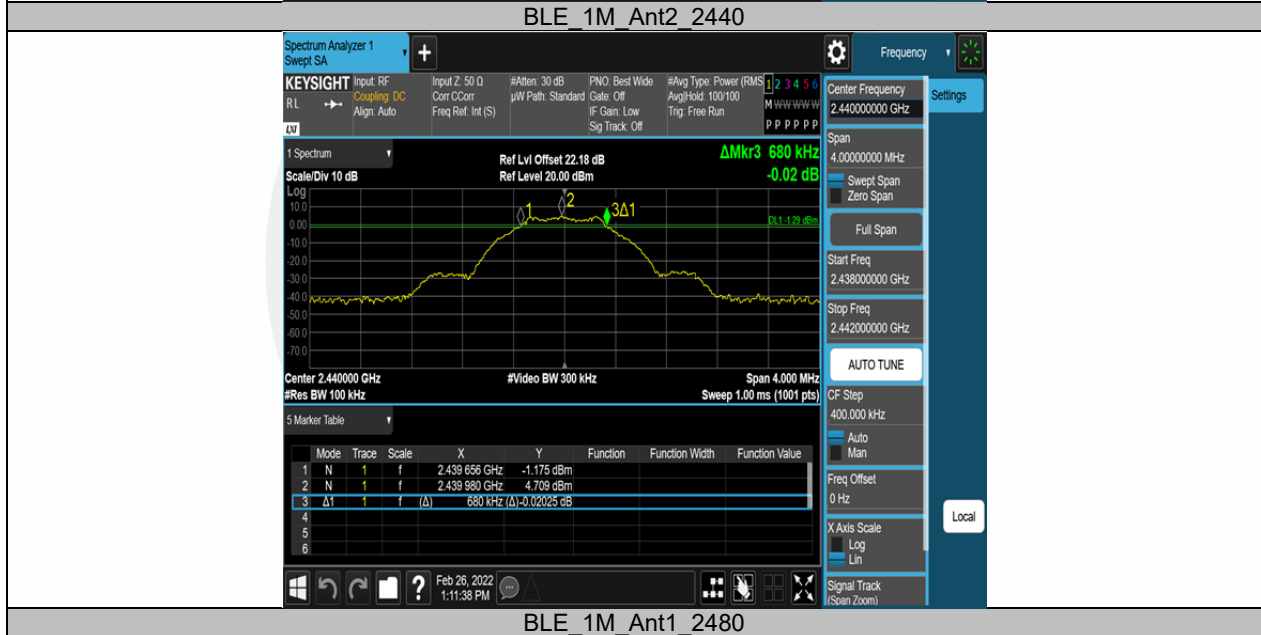 BLE_1M_Ant2_2440
Spectrum Analyzer 1
Swept SA
+
Frequency
KEYSIGHT
RL
LXI
Input: RF
Coupling: DC
Align: Auto
Input Z: 50 Ω
Corr CCorr
Freq Ref: Int (S)
#Atten: 30 dB
µW Path: Standard
PNO: Best Wide
Gate: Off
IF Gain: Low
Sig Track: Off
#Avg Type: Power (RMS
Avg|Hold: 100/100
Trig: Free Run
1 2 3 4 5 6
M W W W W W
P P P P P P
1 Spectrum
Scale/Div 10 dB
Ref Lvl Offset 22.18 dB
Ref Level 20.00 dBm
ΔMkr3 680 kHz
-0.02 dB
Log
10.0
0.00
-10.0
-20.0
-30.0
-40.0
-50.0
-60.0
-70.0
1
2
3Δ1
DL1 -1.29 dBm
Center 2.440000 GHz
#Video BW 300 kHz
Span 4.000 MHz
#Res BW 100 kHz
Sweep 1.00 ms (1001 pts)
5 Marker Table
Mode Trace Scale X Y Function Function Width Function Value
1 N 1 f 2.439 656 GHz -1.175 dBm
2 N 1 f 2.439 980 GHz 4.709 dBm
3 Δ1 1 f (Δ) 680 kHz (Δ) -0.02025 dB
4
5
6
?
Feb 26, 2022
1:11:38 PM
Center Frequency
2.440000000 GHz
Settings
Span
4.00000000 MHz
Swept Span
Zero Span
Full Span
Start Freq
2.438000000 GHz
Stop Freq
2.442000000 GHz
AUTO TUNE
CF Step
400.000 kHz
Auto
Man
Freq Offset
0 Hz
X Axis Scale
Log
Lin
Local
Signal Track
(Span Zoom)
BLE_1M_Ant1_2480